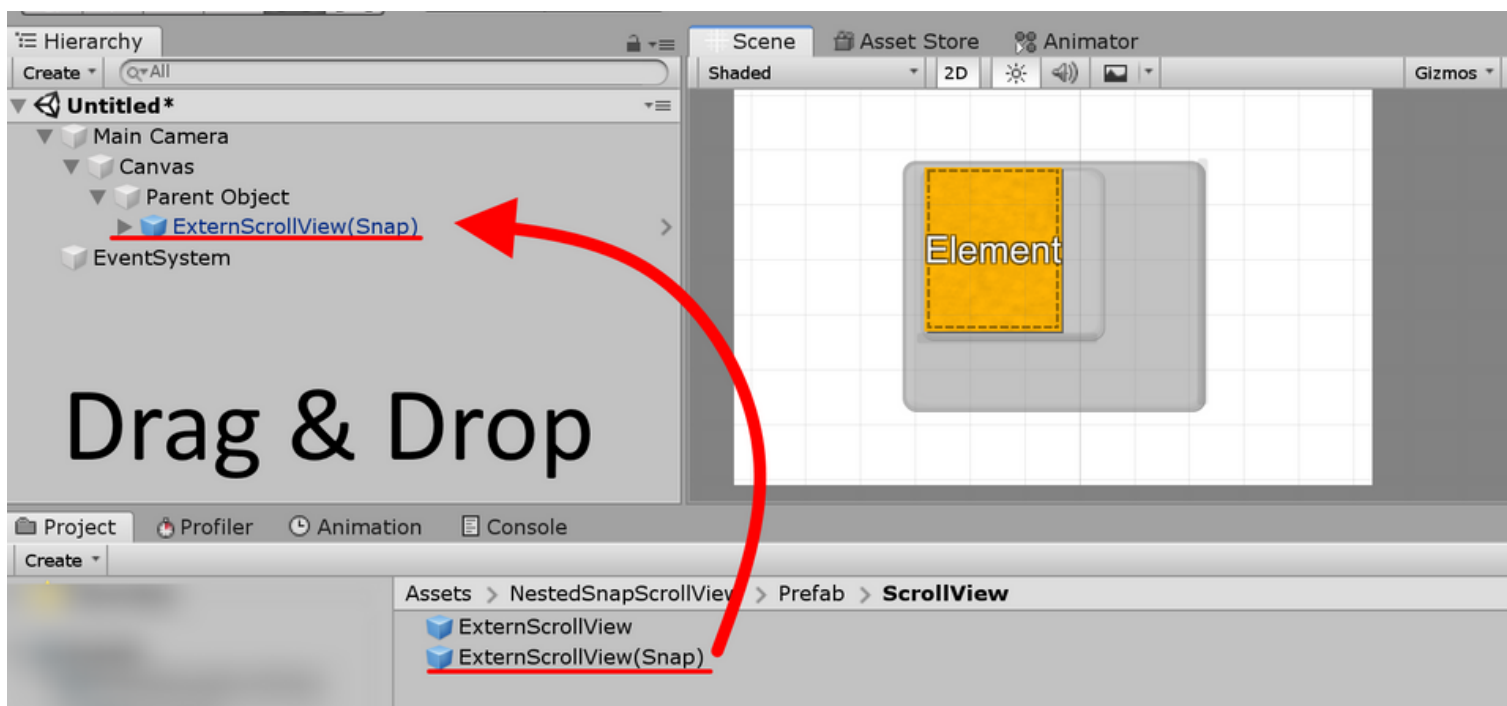 Hierarchy
Create
All
Untitled*
Main Camera
Canvas
Parent Object
ExternScrollView(Snap)
EventSystem
Drag & Drop
Scene Asset Store Animator
Shaded 2D Gizmos
Element
Project Profiler Animation Console
Create
Assets > NestedSnapScrollView > Prefab > ScrollView
ExternScrollView
ExternScrollView(Snap)